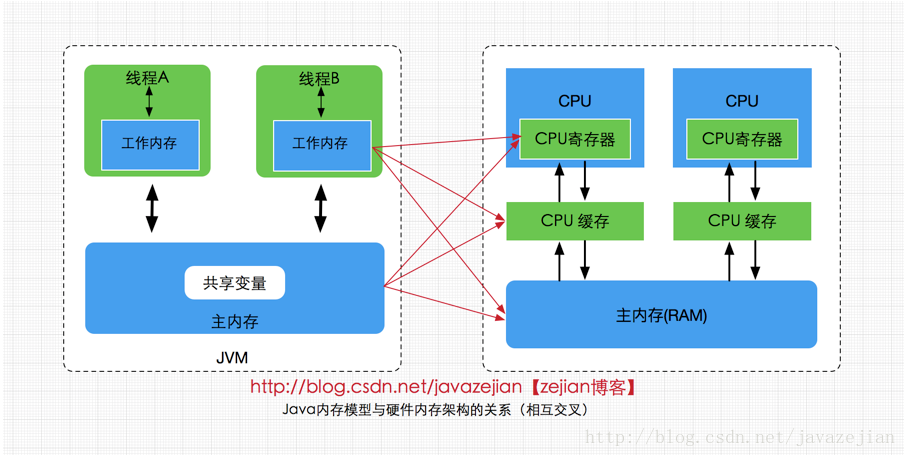 线程A
线程B
工作内存
工作内存
共享变量
主内存
JVM
CPU
CPU
CPU寄存器
CPU寄存器
CPU 缓存
CPU 缓存
主内存(RAM)
http://blog.csdn.net/javazejian【zejian博客】
Java内存模型与硬件内存架构的关系（相互交叉）
http://blog.csdn.net/javazejian